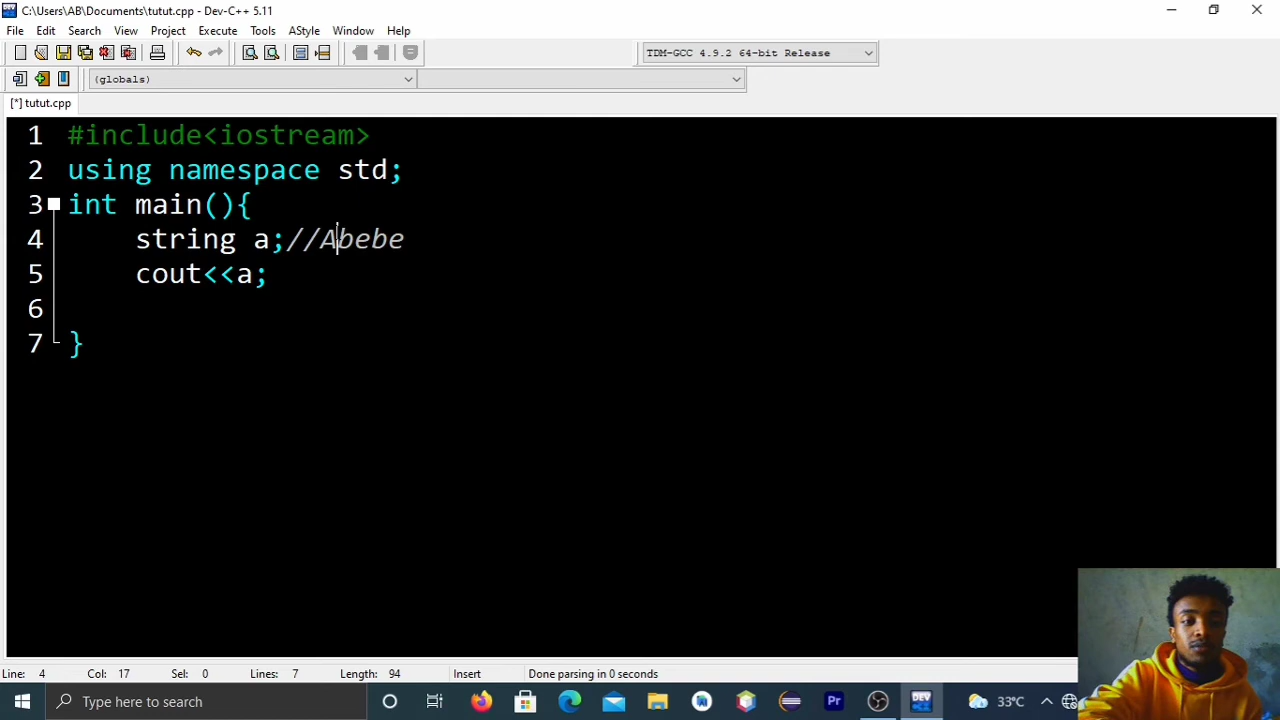 C:\Users\AB\Documents\tutut.cpp - Dev-C++ 5.11
File Edit Search View Project Execute Tools AStyle Window Help
TDM-GCC 4.9.2 64-bit Release
(globals)
[*] tutut.cpp
1 #include<iostream>
2 using namespace std;
3 int main(){
4 string a;//Abebe
5 cout<<a;
6
7 }
Line: 4 Col: 17 Sel: 0 Lines: 7 Length: 94 Insert Done parsing in 0 seconds
Type here to search Pr DEV 33°C